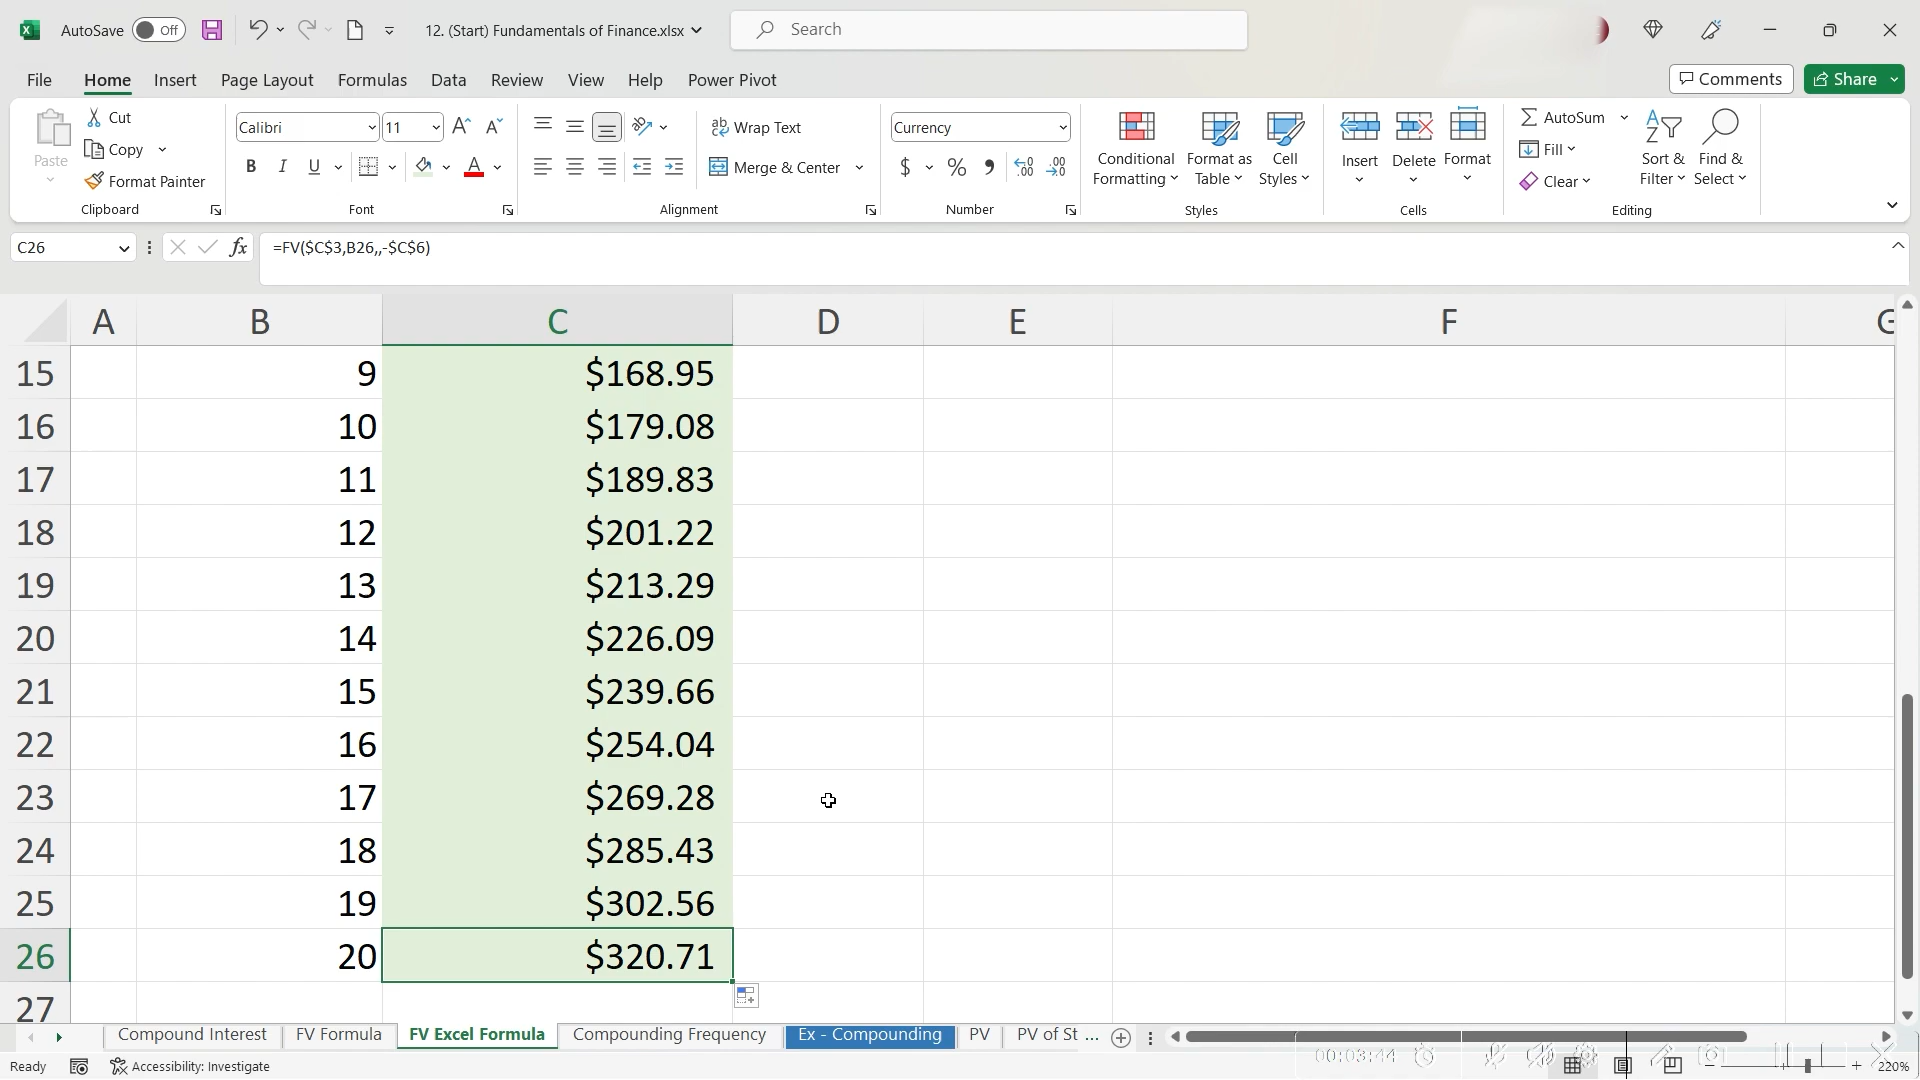 AutoSave Off 12. (Start) Fundamentals of Finance.xlsx Search
File Home Insert Page Layout Formulas Data Review View Help Power Pivot Comments Share
Paste Cut Copy Format Painter
Clipboard
Calibri 11
B I U A
Font
Wrap Text
Merge & Center
Alignment
Currency
$ % ,
Number
Conditional Formatting Format as Table Cell Styles
Styles
Insert Delete Format
Cells
AutoSum Fill Clear Sort & Filter Find & Select
Editing
C26 fx =FV($C$3,B26,,-$C$6)
A B C D E F G
15 9 $168.95
16 10 $179.08
17 11 $189.83
18 12 $201.22
19 13 $213.29
20 14 $226.09
21 15 $239.66
22 16 $254.04
23 17 $269.28
24 18 $285.43
25 19 $302.56
26 20 $320.71
27
Compound Interest FV Formula FV Excel Formula Compounding Frequency Ex - Compounding PV PV of St ...
Ready Accessibility: Investigate 00:03:44 220%